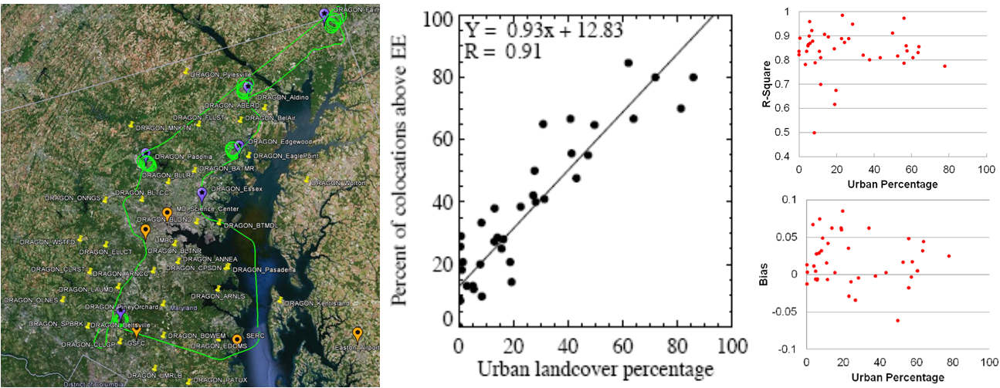 DRAGON_FairH
DRAGON_Pylesville
DRAGON_Aldino
DRAGON_ABERD
DRAGON_FLLST
DRAGON_BelAir
DRAGON_MNKTN
DRAGON_Edgewood
DRAGON_Padonia
DRAGON_EaglePoint
DRAGON_BATMR
DRAGON_BLLRT
DRAGON_Worton
DRAGON_Essex
DRAGON_BLTCC
DRAGON_ONNGS
MD_Science_Center
DRAGON_BLDND
DRAGON_BTMDL
DRAGON_WSTFD
UMBC
DRAGON_ELLCT
DRAGON_BLTNR
DRAGON_ANNEA
DRAGON_CPSDN
DRAGON_Pasadena
DRAGON_CLRST
DRAGON_ARNCC
DRAGON_LAUMD
DRAGON_ARNLS
DRAGON_OLNES
DRAGON_KentIsland
DRAGON_PineyOrchard
Maryland
DRAGON_SPBRK
DRAGON_Beltsville
DRAGON_BOWEM
SERC
DRAGON_CLLGP
GSFC
DRAGON_EDCMS
Easton_Airport
DRAGON_UMRLB
DRAGON_PATUX
District of Columbia
Percent of colocations above EE
100
80
60
40
20
0
Y = 0.93x + 12.83
R = 0.91
0 20 40 60 80 100
Urban landcover percentage
R-Square
1
0.9
0.8
0.7
0.6
0.5
0.4
0 20 40 60 80 100
Urban Percentage
Bias
0.1
0.05
0
-0.05
-0.1
0 20 40 60 80 100
Urban Percentage